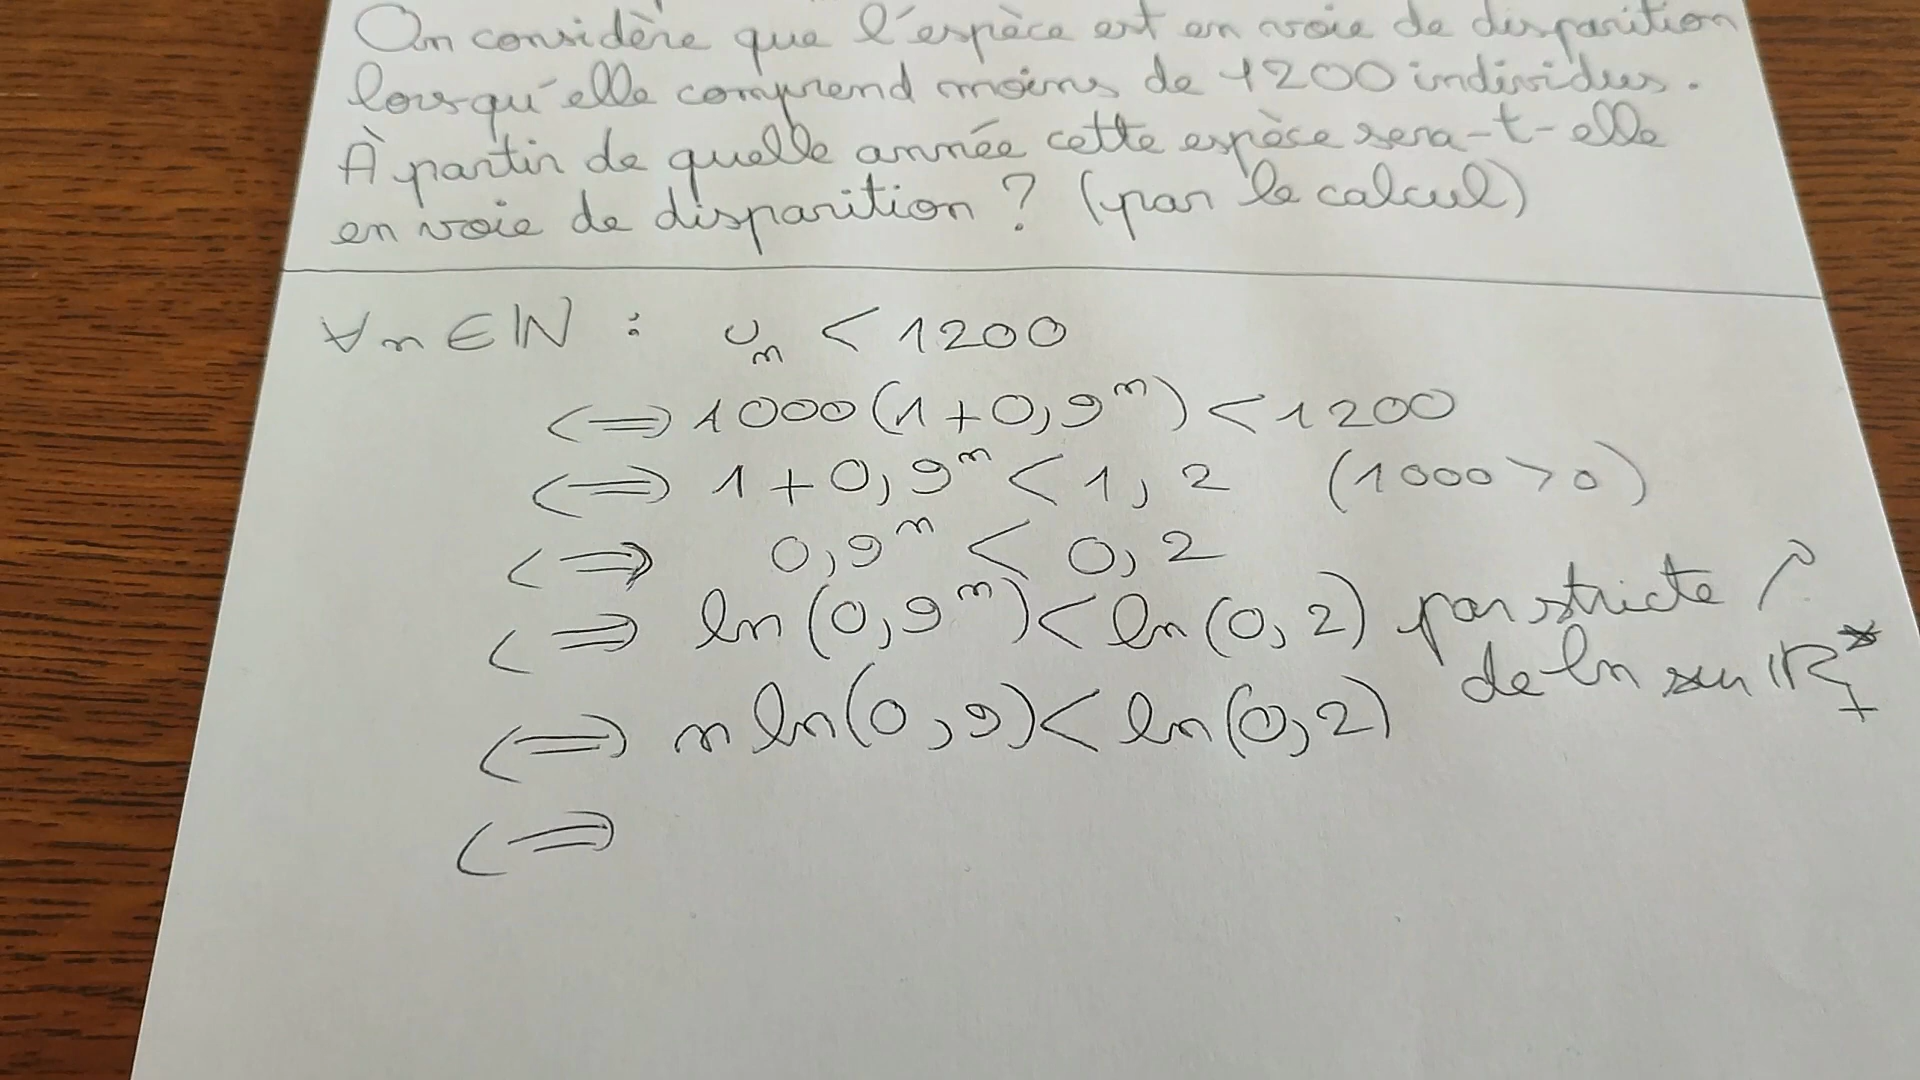 On considère que l'espèce est en voie de disparition
lorsqu'elle comprend moins de 1200 individus.
À partir de quelle année cette espèce sera-t-elle
en voie de disparition ? (par le calcul)
∀n ∈ ℕ : uₙ < 1200
⟺ 1000(1+0,9ⁿ) < 1200
⟺ 1+0,9ⁿ < 1,2 (1000 > 0)
⟺ 0,9ⁿ < 0,2
⟺ ln(0,9ⁿ) < ln(0,2) par stricte ↗
de ln sur ℝ₊*
⟺ n ln(0,9) < ln(0,2)
⟺